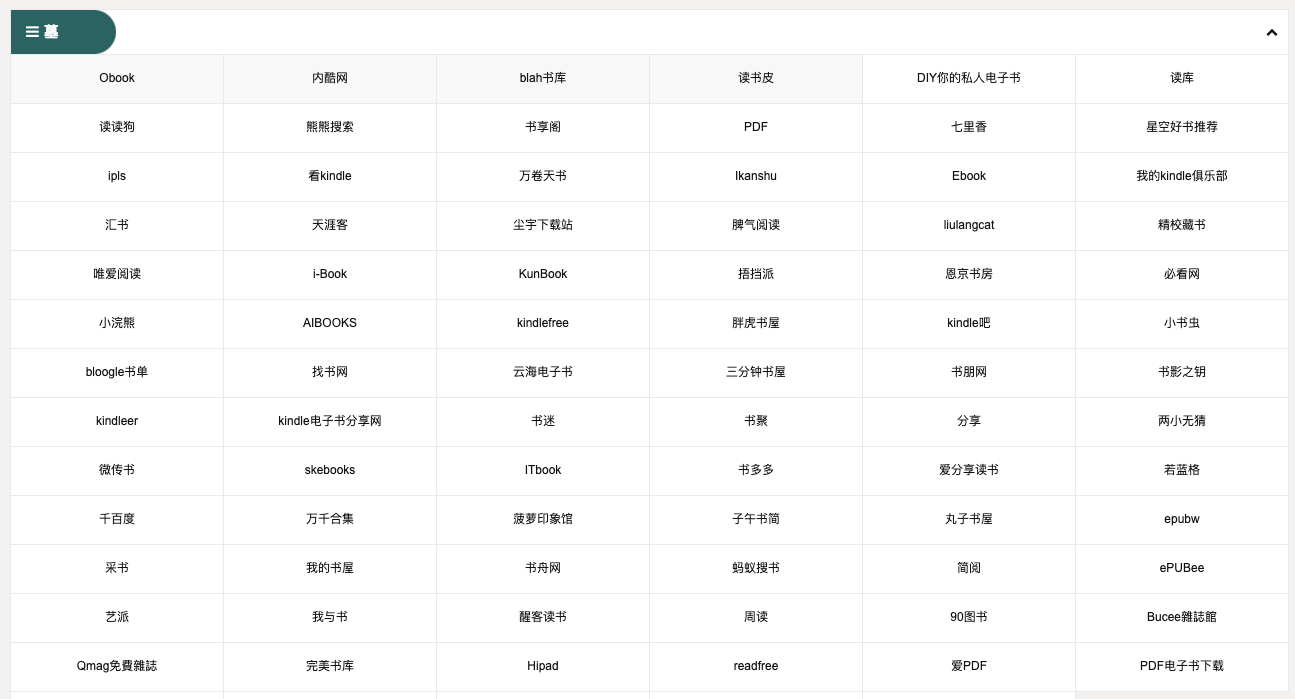 墓
Obook 内酷网 blah书库 读书皮 DIY你的私人电子书 读库
读读狗 熊熊搜索 书享阁 PDF 七里香 星空好书推荐
ipls 看kindle 万卷天书 Ikanshu Ebook 我的kindle俱乐部
汇书 天涯客 尘宇下载站 脾气阅读 liulangcat 精校藏书
唯爱阅读 i-Book KunBook 捂挡派 恩京书房 必看网
小浣熊 AIBOOKS kindlefree 胖虎书屋 kindle吧 小书虫
bloogle书单 找书网 云海电子书 三分钟书屋 书朋网 书影之钥
kindleer kindle电子书分享网 书迷 书聚 分享 两小无猜
微传书 skebooks ITbook 书多多 爱分享读书 若蓝格
千百度 万千合集 菠萝印象馆 子午书简 丸子书屋 epubw
采书 我的书屋 书舟网 蚂蚁搜书 简阅 ePUBee
艺派 我与书 醒客读书 周读 90图书 Bucee雜誌館
Qmag免費雜誌 完美书库 Hipad readfree 爱PDF PDF电子书下载